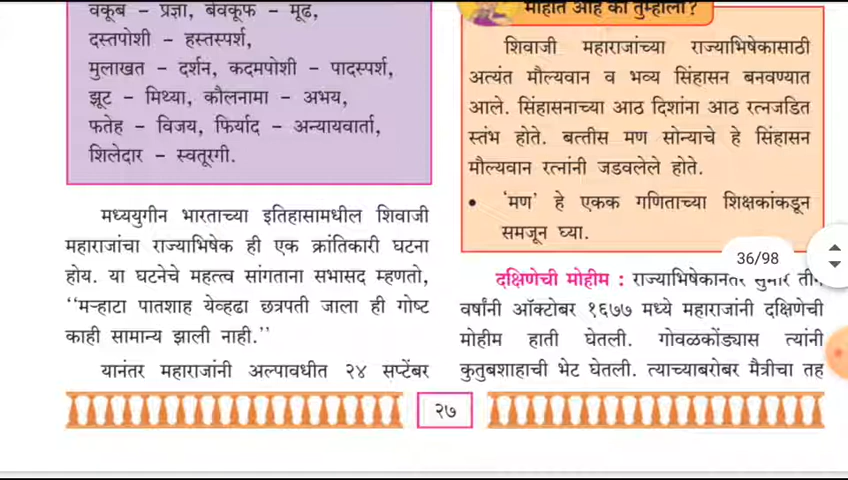 वकूब – प्रज्ञा, बेवकूफ – मूढ,
दस्तपोशी – हस्तस्पर्श,
मुलाखत – दर्शन, कदमपोशी – पादस्पर्श,
झूट – मिथ्या, कौलनामा – अभय,
फतेह – विजय, फिर्याद – अन्यायवार्ता,
शिलेदार – स्वतूरगी.
मध्ययुगीन भारताच्या इतिहासामधील शिवाजी
महाराजांचा राज्याभिषेक ही एक क्रांतिकारी घटना
होय. या घटनेचे महत्त्व सांगताना सभासद म्हणतो,
‘‘मऱ्हाटा पातशाह येव्हढा छत्रपती जाला ही गोष्ट
काही सामान्य झाली नाही.’’
यानंतर महाराजांनी अल्पावधीत २४ सप्टेंबर
माहीत आहे का तुम्हांला?
शिवाजी महाराजांच्या राज्याभिषेकासाठी
अत्यंत मौल्यवान व भव्य सिंहासन बनवण्यात
आले. सिंहासनाच्या आठ दिशांना आठ रत्नजडित
स्तंभ होते. बत्तीस मण सोन्याचे हे सिंहासन
मौल्यवान रत्नांनी जडवलेले होते.
• ‘मण’ हे एकक गणिताच्या शिक्षकांकडून
समजून घ्या.
36/98
दक्षिणेची मोहीम : राज्याभिषेकानंतर सुमारे तीन
वर्षांनी ऑक्टोबर १६७७ मध्ये महाराजांनी दक्षिणेची
मोहीम हाती घेतली. गोवळकोंड्यास त्यांनी
कुतुबशाहाची भेट घेतली. त्याच्याबरोबर मैत्रीचा तह
२७